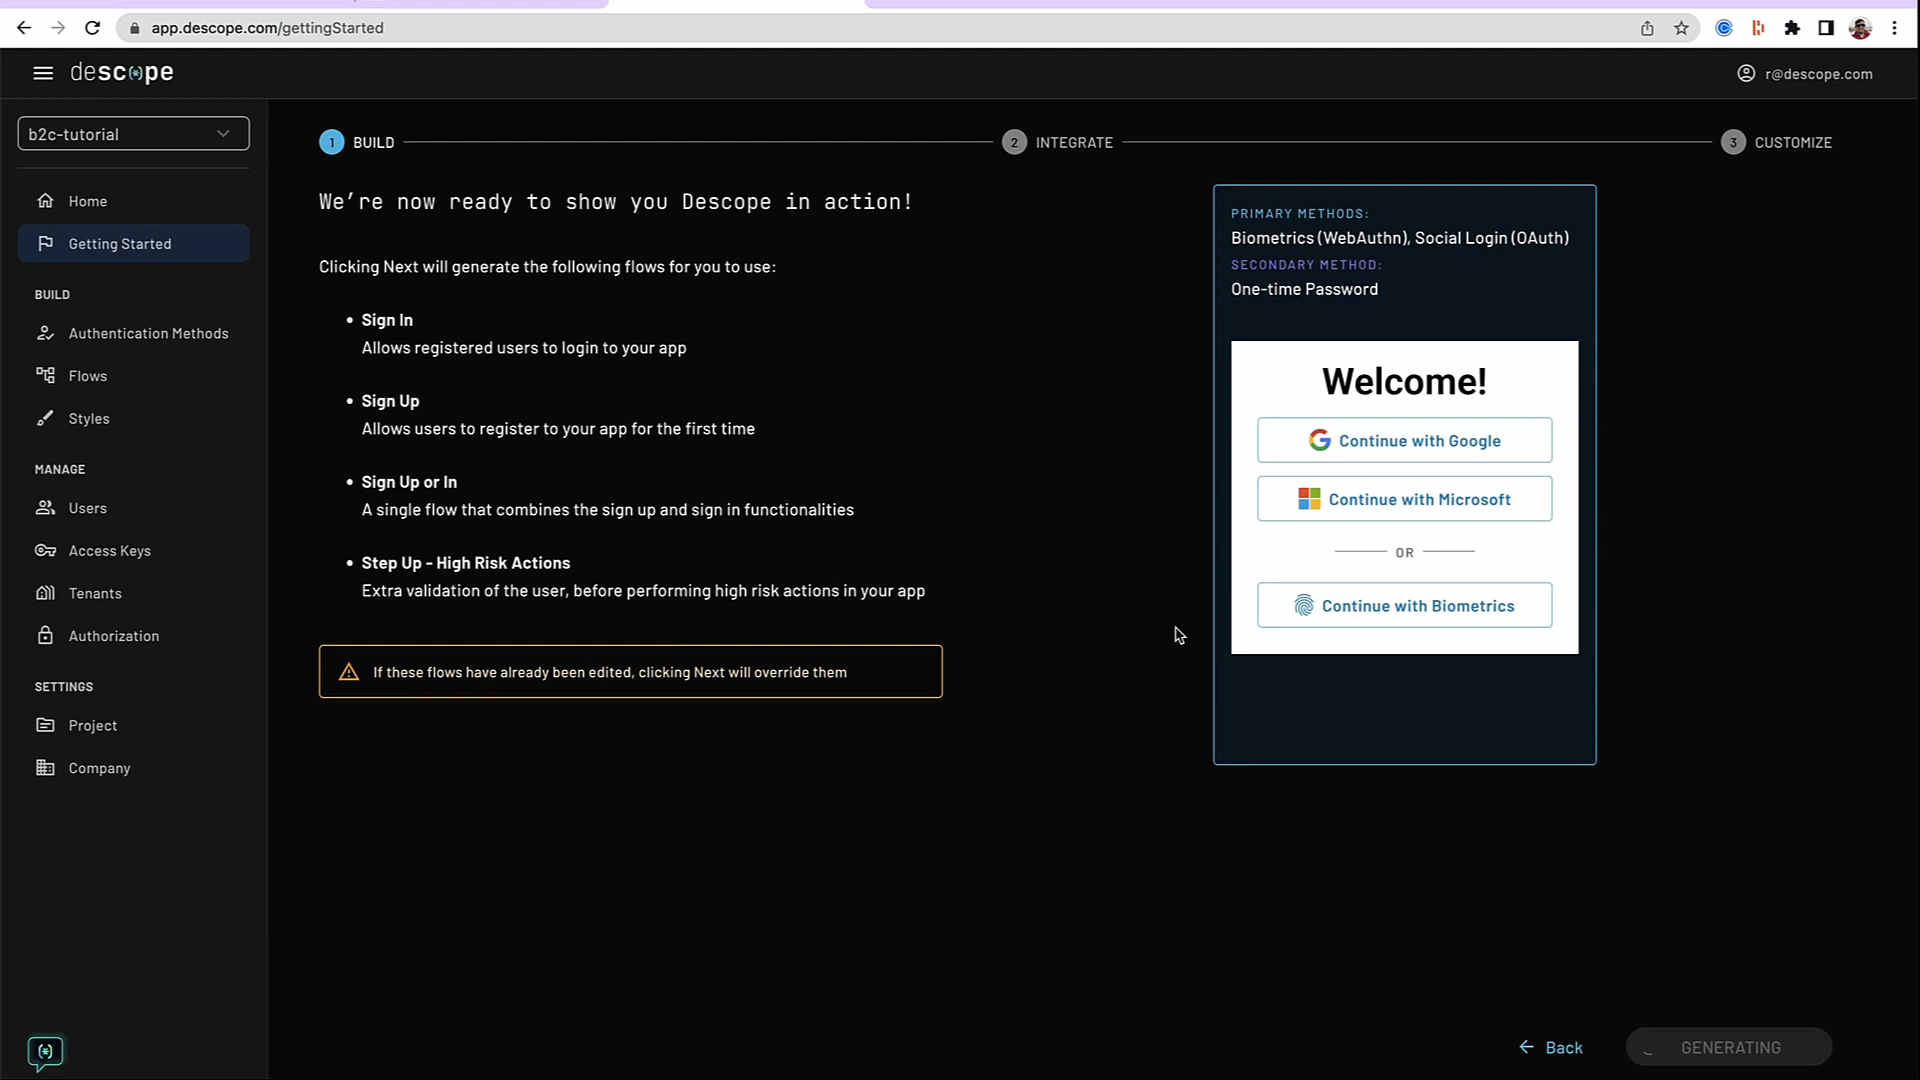 app.descope.com/gettingStarted
descope
r@descope.com
b2c-tutorial
Home
Getting Started
BUILD
Authentication Methods
Flows
Styles
MANAGE
Users
Access Keys
Tenants
Authorization
SETTINGS
Project
Company
1 BUILD
2 INTEGRATE
3 CUSTOMIZE
We're now ready to show you Descope in action!
Clicking Next will generate the following flows for you to use:
• Sign In
Allows registered users to login to your app
• Sign Up
Allows users to register to your app for the first time
• Sign Up or In
A single flow that combines the sign up and sign in functionalities
• Step Up - High Risk Actions
Extra validation of the user, before performing high risk actions in your app
If these flows have already been edited, clicking Next will override them
PRIMARY METHODS:
Biometrics (WebAuthn), Social Login (OAuth)
SECONDARY METHOD:
One-time Password
Welcome!
Continue with Google
Continue with Microsoft
OR
Continue with Biometrics
Back
GENERATING